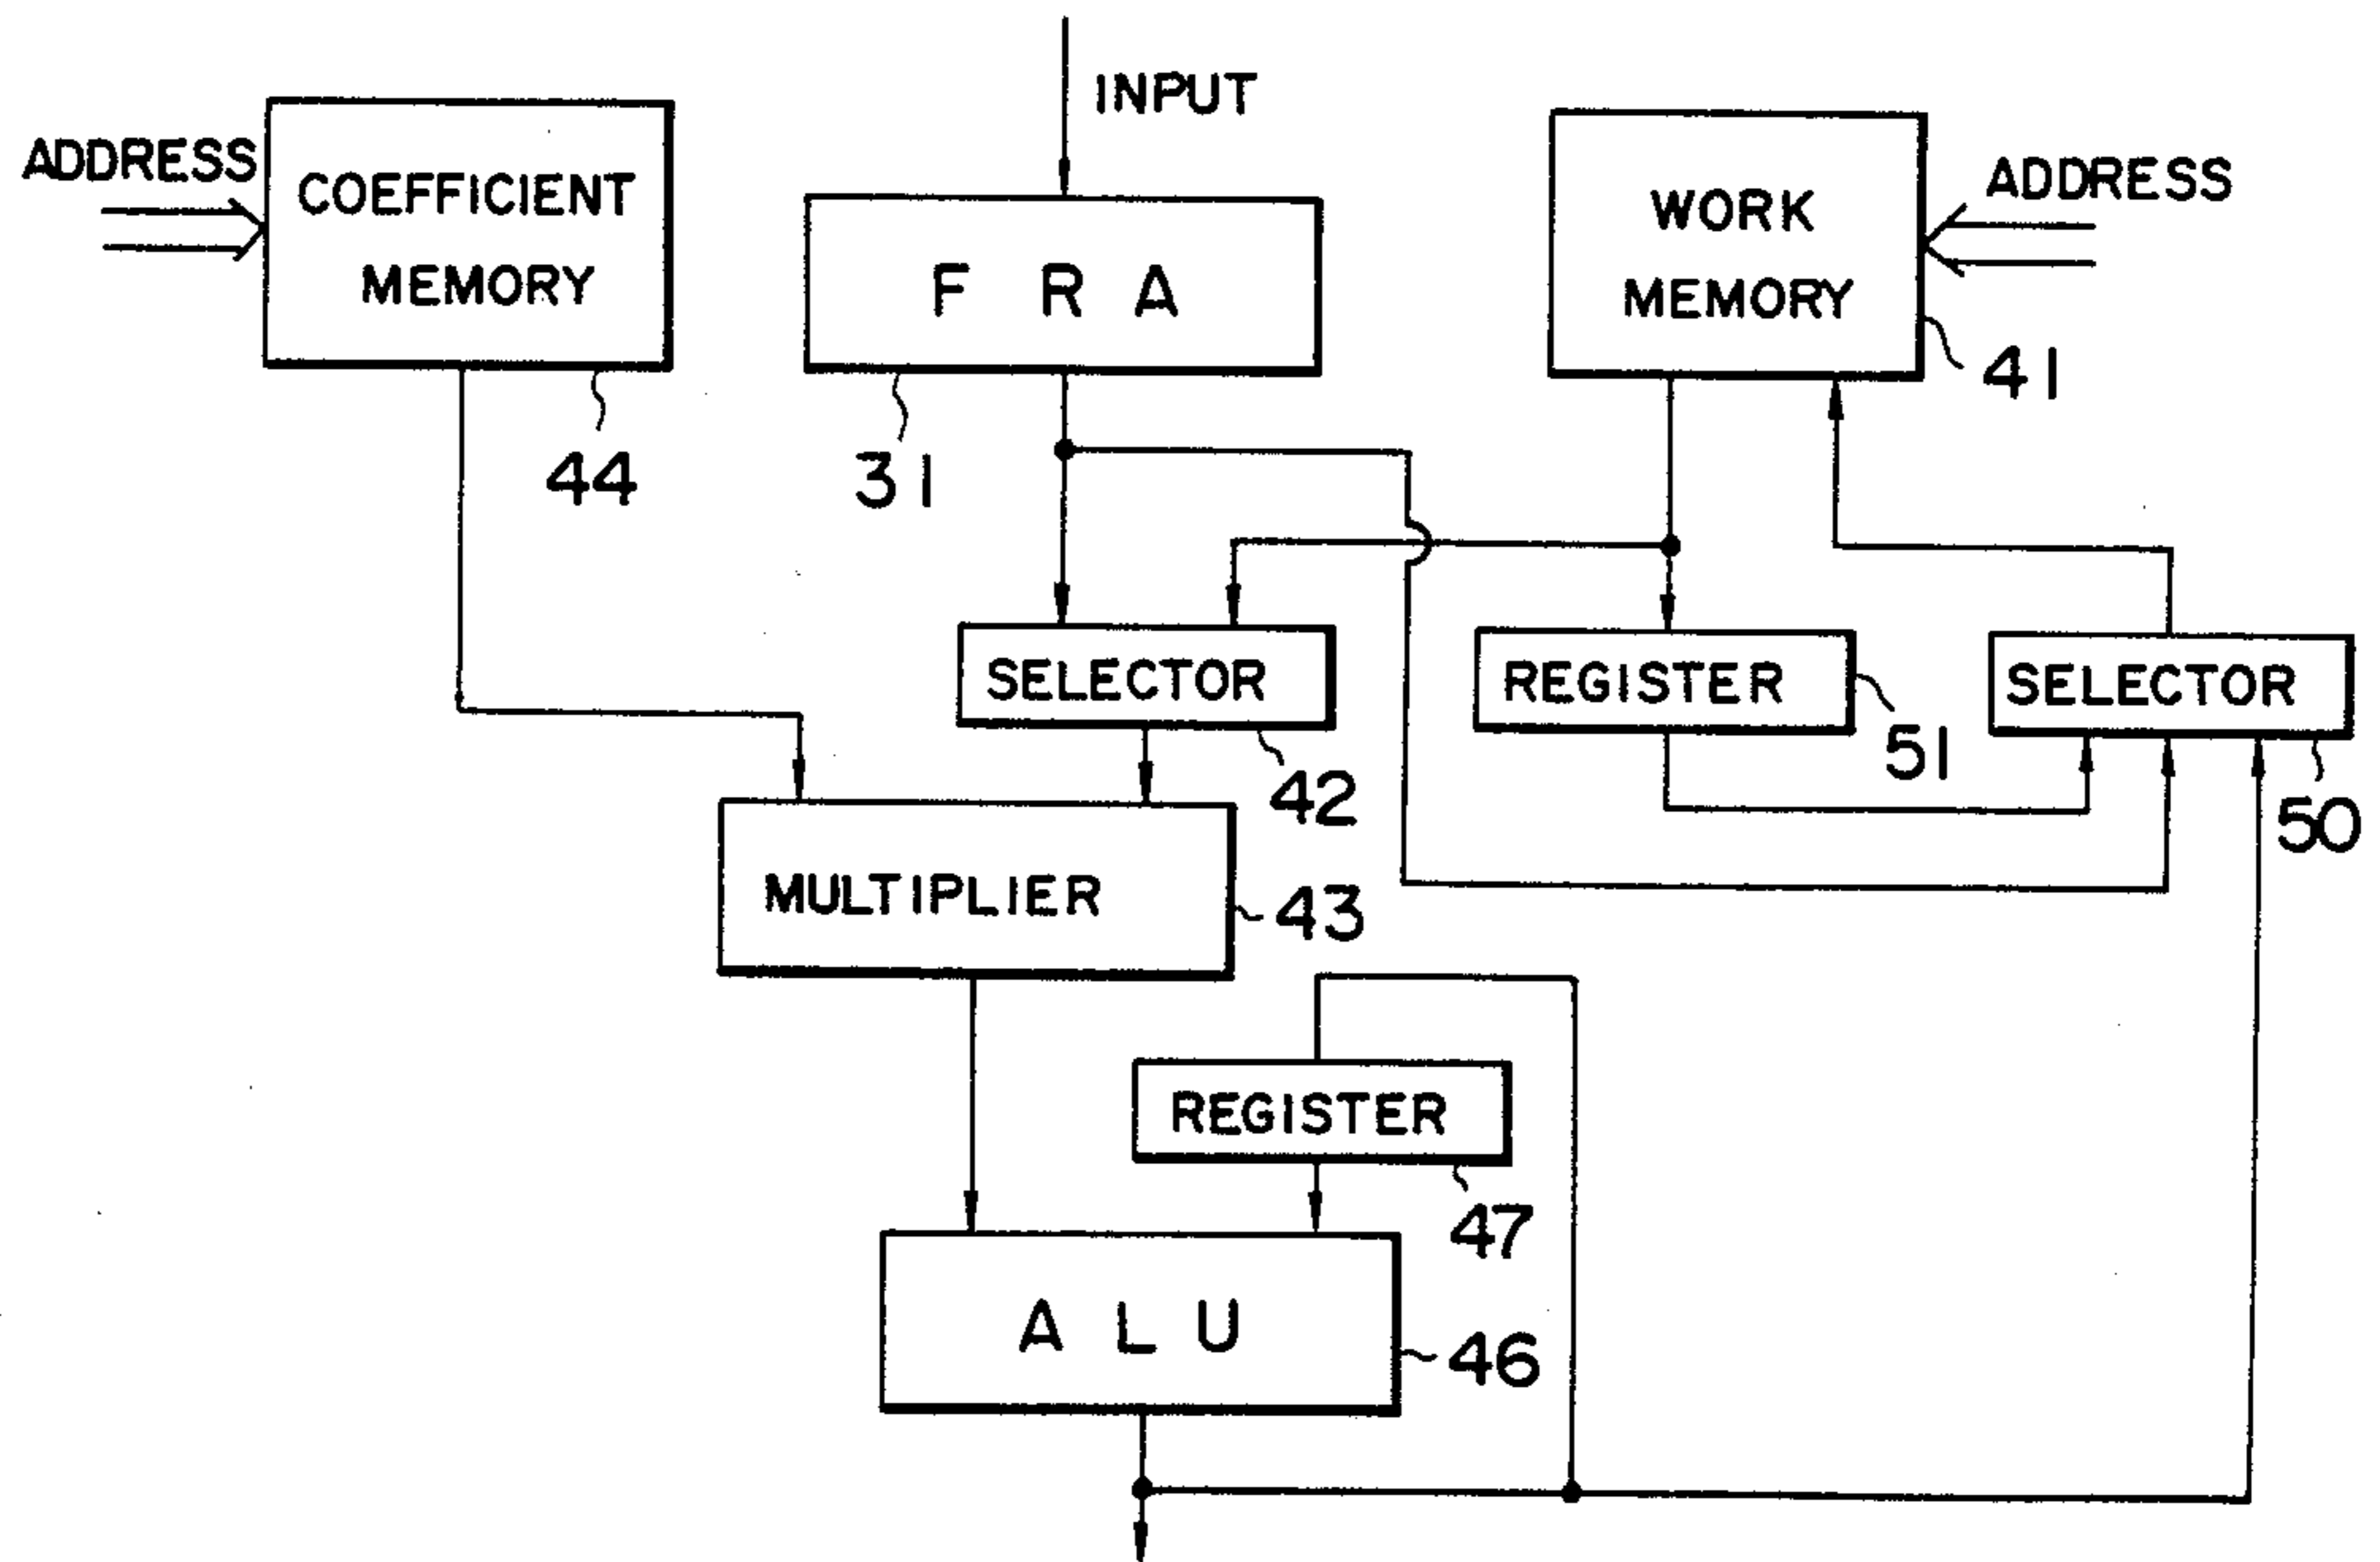 INPUT
ADDRESS
COEFFICIENT
MEMORY
44
F R A
31
WORK
MEMORY
ADDRESS
41
SELECTOR
42
REGISTER
51
SELECTOR
50
MULTIPLIER
43
REGISTER
47
A L U
46